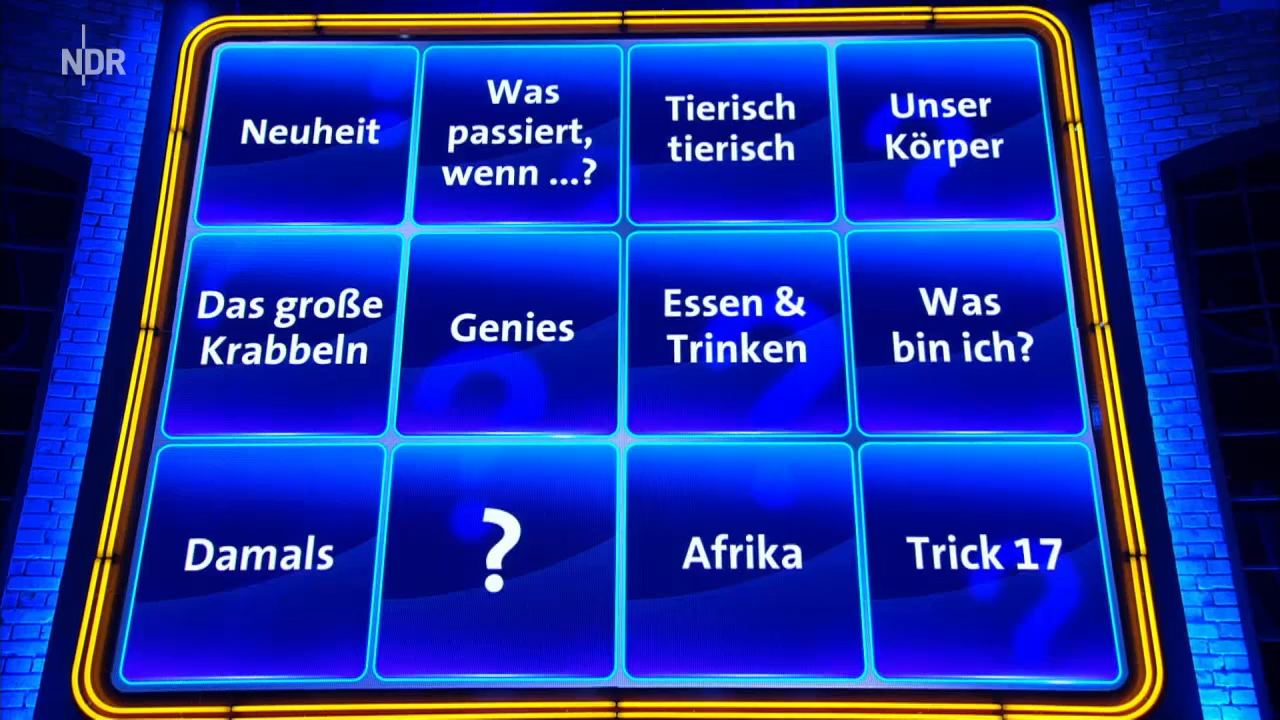 NDR
Neuheit
Was
passiert,
wenn ...?
Tierisch
tierisch
Unser
Körper
Das große
Krabbeln
Genies
Essen &
Trinken
Was
bin ich?
Damals
?
Afrika
Trick 17